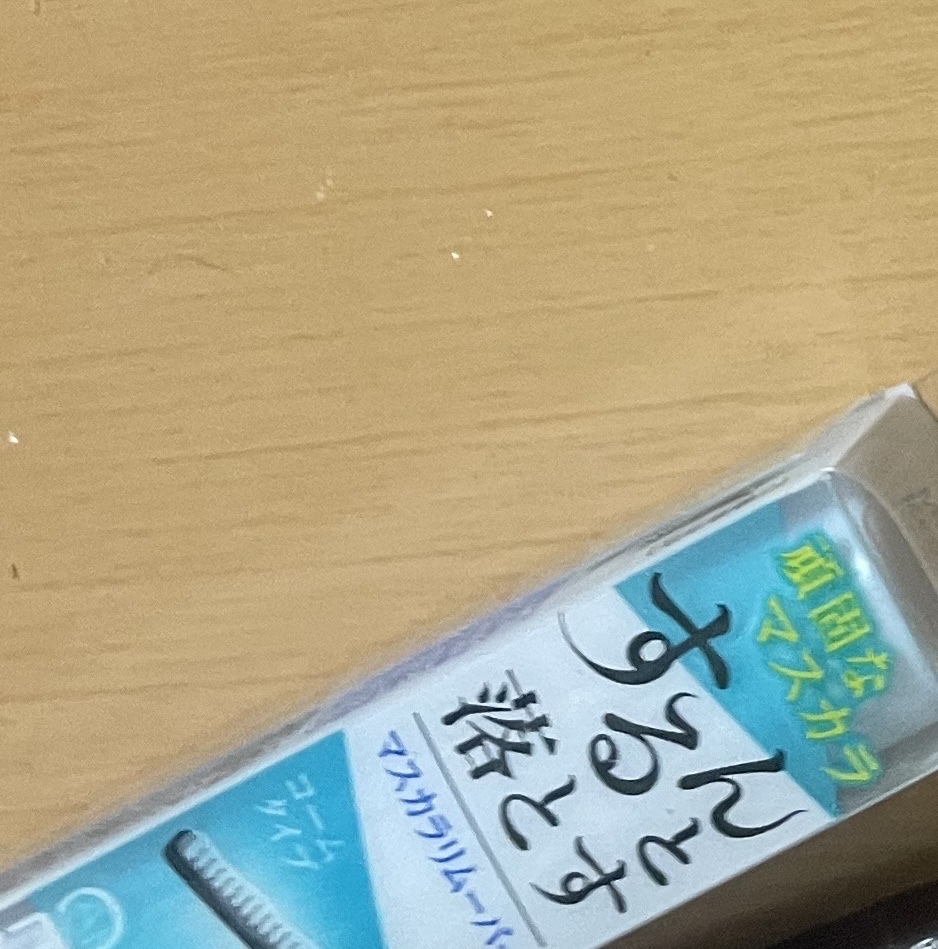 頑固な
マスカラ
するんと
落とす
マスカラリムーバー
コーム
タイプ